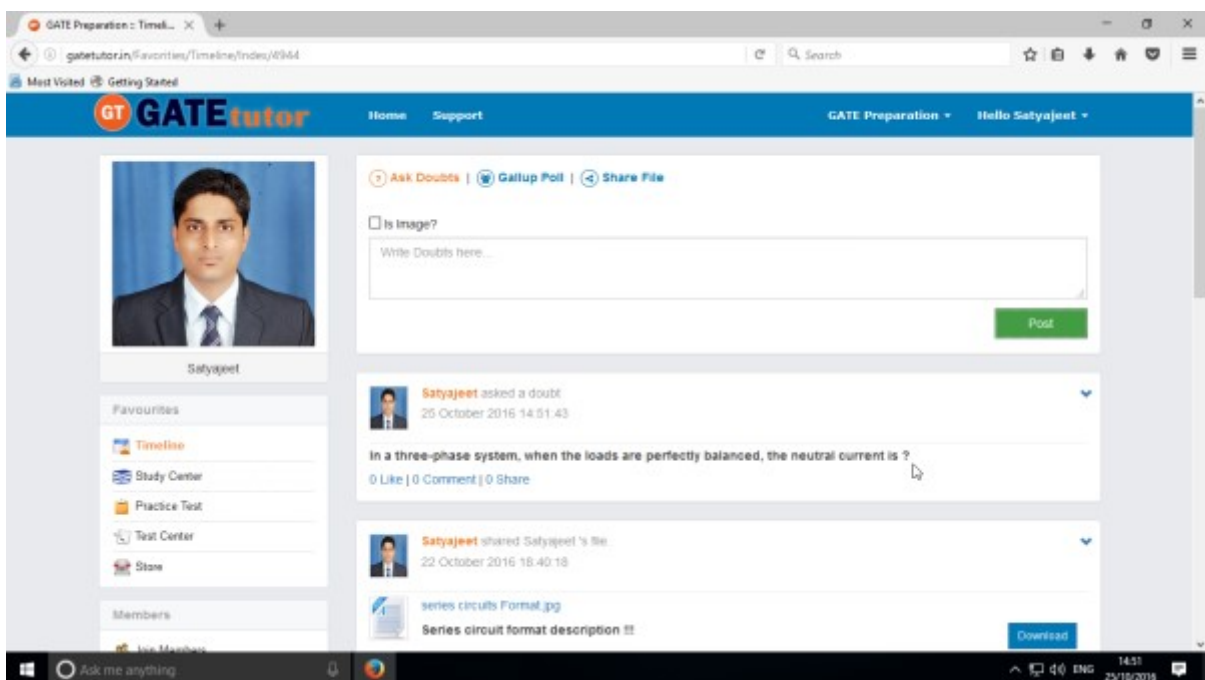 GATE Preparation :: Timeli...
gatetutor.in/Favorities/Timeline/Index/4944
Search
Most Visited Getting Started
GT GATEtutor Home Support GATE Preparation Hello Satyajeet
Ask Doubts | Gallup Poll | Share File
Is Image?
Write Doubts here...
Post
Satyajeet
Satyajeet asked a doubt
25 October 2016 14:51:43
In a three-phase system, when the loads are perfectly balanced, the neutral current is ?
0 Like | 0 Comment | 0 Share
Favourites
Timeline
Study Center
Practice Test
Test Center
Store
Satyajeet shared Satyajeet 's file.
22 October 2016 18:40:18
series circuits Format.jpg
Series circuit format description !!!
Download
Members
Join Members
Ask me anything
ENG
14:51
25/10/2016